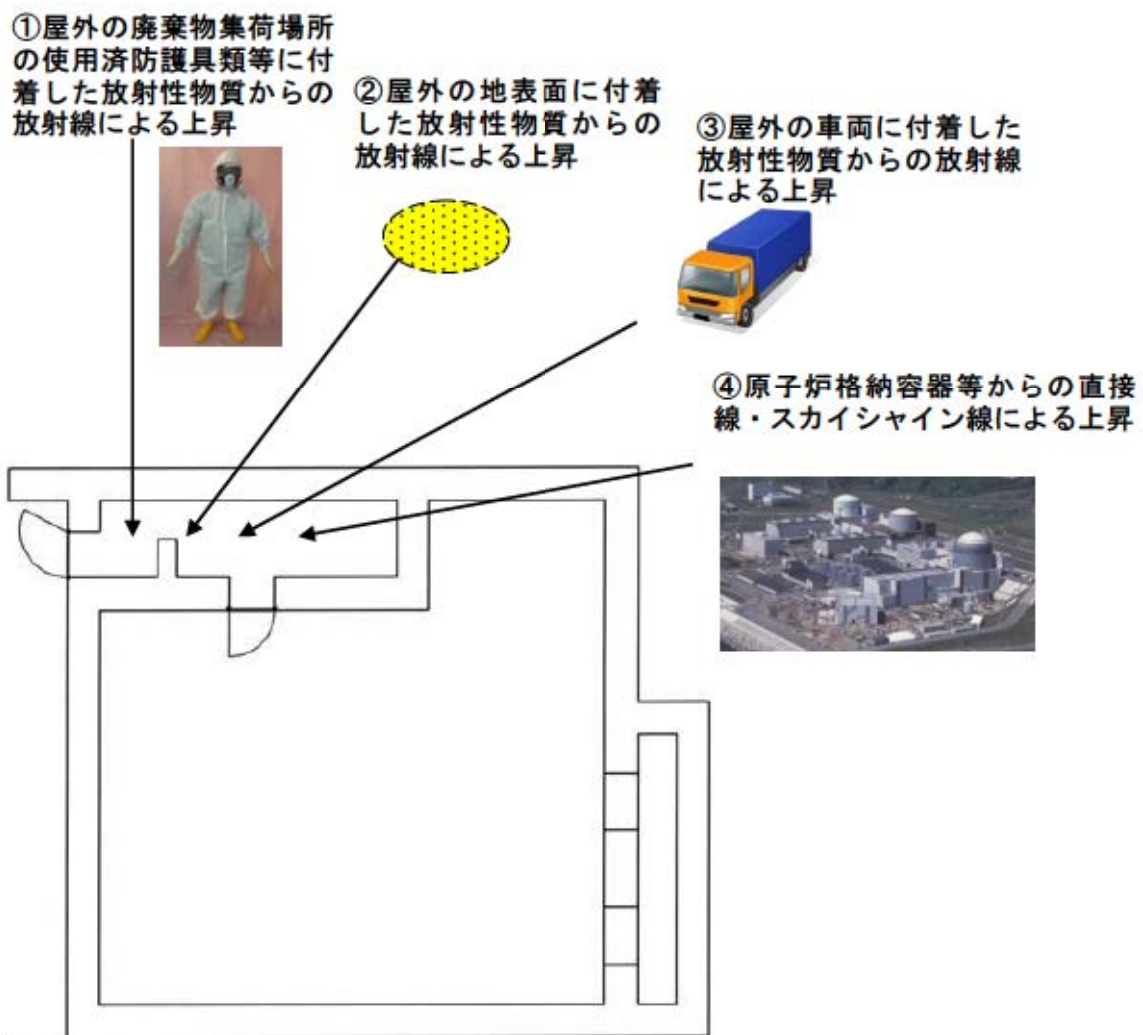 ①屋外の廃棄物集荷場所
の使用済防護具類等に付
着した放射性物質からの
放射線による上昇
②屋外の地表面に付着
した放射性物質からの
放射線による上昇
③屋外の車両に付着した
放射性物質からの放射線
による上昇
④原子炉格納容器等からの直接
線・スカイシャイン線による上昇